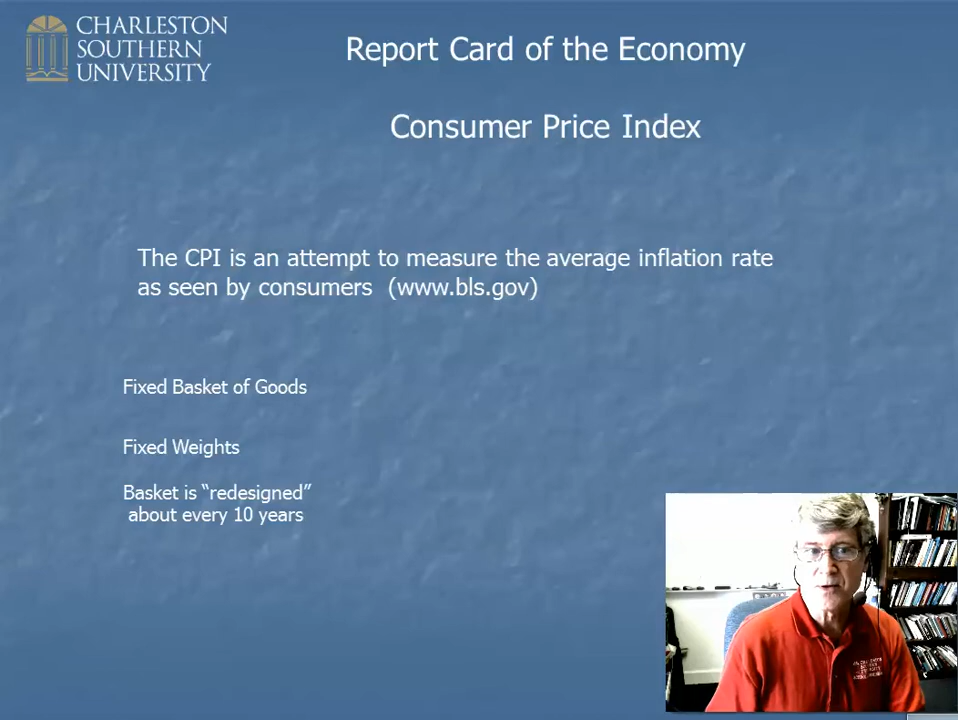 CHARLESTON
SOUTHERN
UNIVERSITY
Report Card of the Economy
Consumer Price Index
The CPI is an attempt to measure the average inflation rate
as seen by consumers (www.bls.gov)
Fixed Basket of Goods
Fixed Weights
Basket is “redesigned”
about every 10 years